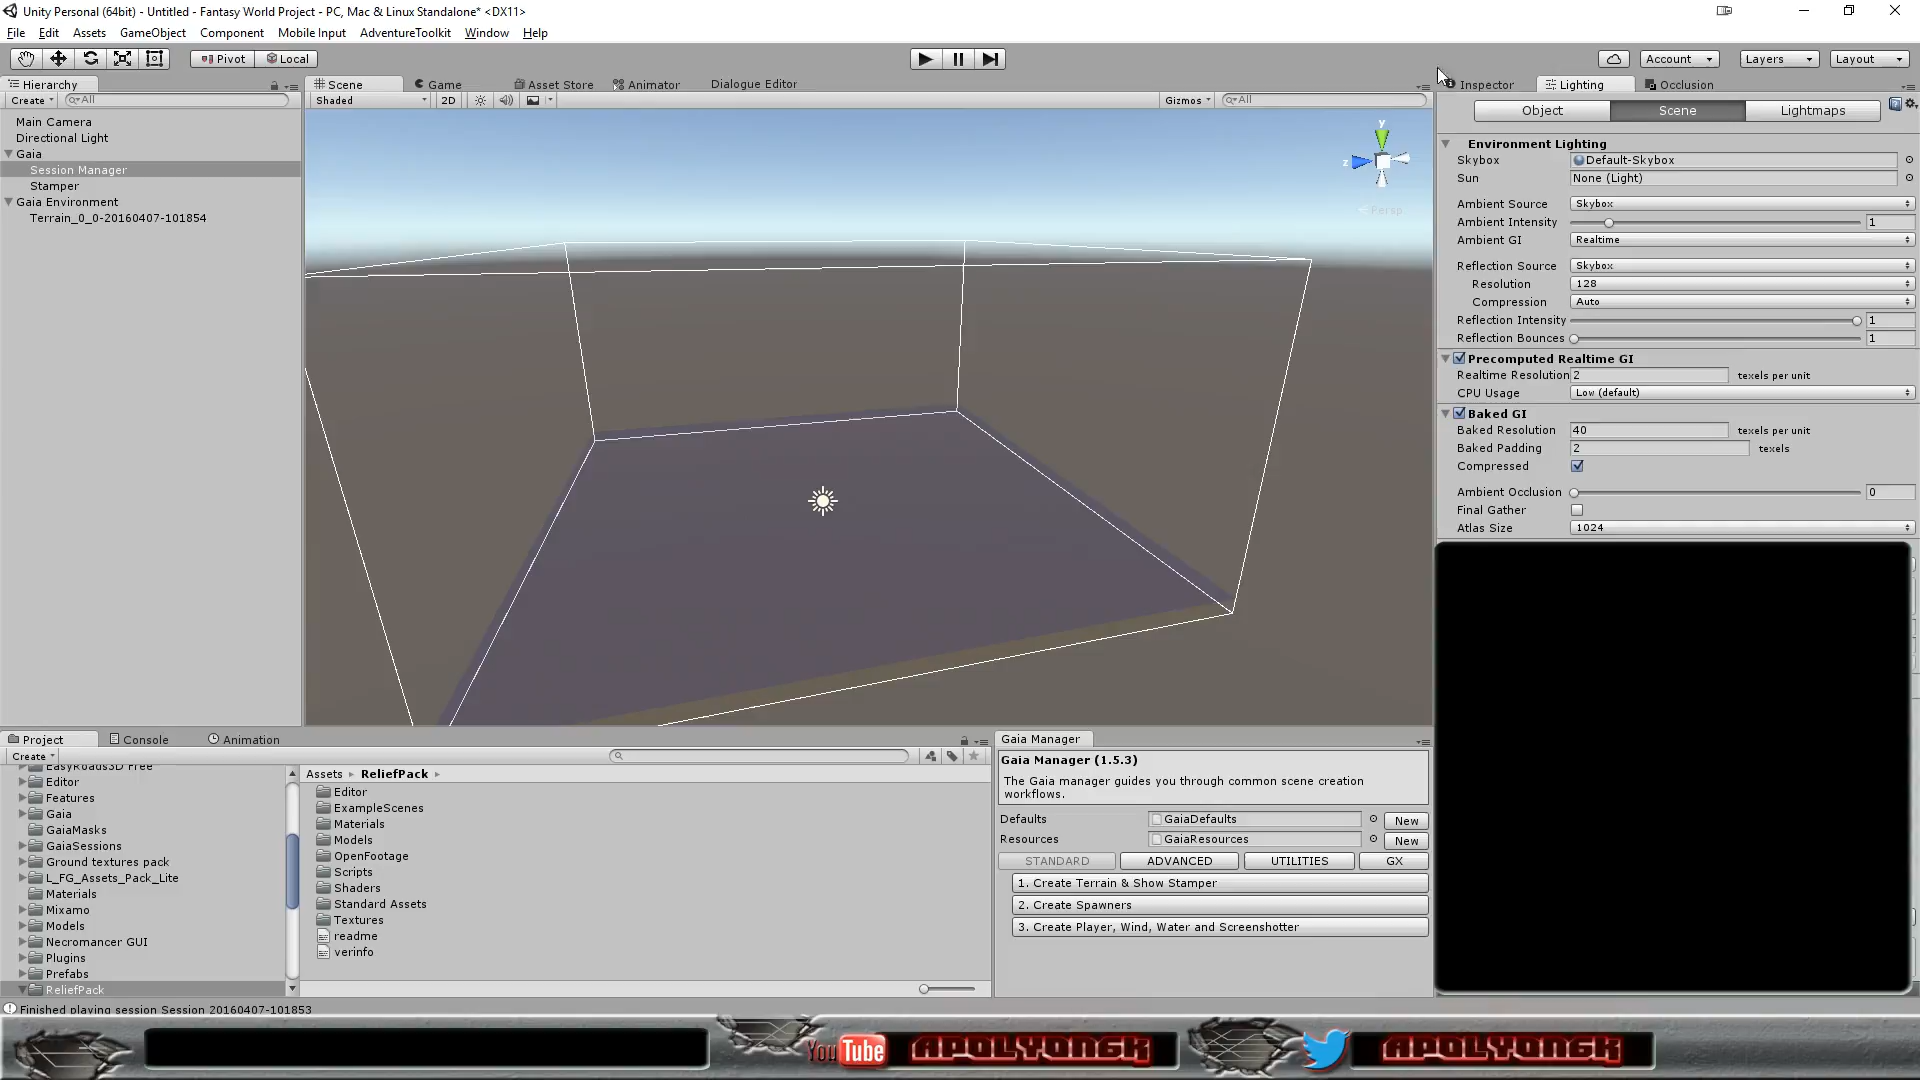 Unity Personal (64bit) - Untitled - Fantasy World Project - PC, Mac & Linux Standalone* <DX11>
File Edit Assets GameObject Component Mobile Input AdventureToolkit Window Help
Pivot Local Account Layers Layout
Hierarchy
Create All
Main Camera
Directional Light
Gaia
Session Manager
Stamper
Gaia Environment
Terrain_0_0-20160407-101854
Scene Game Asset Store Animator Dialogue Editor
Shaded 2D Gizmos All
y
z
Persp
Inspector Lighting Occlusion
Object Scene Lightmaps
Environment Lighting
Skybox Default-Skybox
Sun None (Light)
Ambient Source Skybox
Ambient Intensity 1
Ambient GI Realtime
Reflection Source Skybox
Resolution 128
Compression Auto
Reflection Intensity 1
Reflection Bounces 1
Precomputed Realtime GI
Realtime Resolution 2 texels per unit
CPU Usage Low (default)
Baked GI
Baked Resolution 40 texels per unit
Baked Padding 2 texels
Compressed
Ambient Occlusion 0
Final Gather
Atlas Size 1024
Project Console Animation
Create
EasyRoads3D Free
Editor
Features
Gaia
GaiaMasks
GaiaSessions
Ground textures pack
L_FG_Assets_Pack_Lite
Materials
Mixamo
Models
Necromancer GUI
Plugins
Prefabs
ReliefPack
Assets ReliefPack
Editor
ExampleScenes
Materials
Models
OpenFootage
Scripts
Shaders
Standard Assets
Textures
readme
verinfo
Gaia Manager
Gaia Manager (1.5.3)
The Gaia manager guides you through common scene creation
workflows.
Defaults GaiaDefaults New
Resources GaiaResources New
STANDARD ADVANCED UTILITIES GX
1. Create Terrain & Show Stamper
2. Create Spawners
3. Create Player, Wind, Water and Screenshotter
Finished playing session Session 20160407-101853
YouTube APOLYONGK APOLYONGK